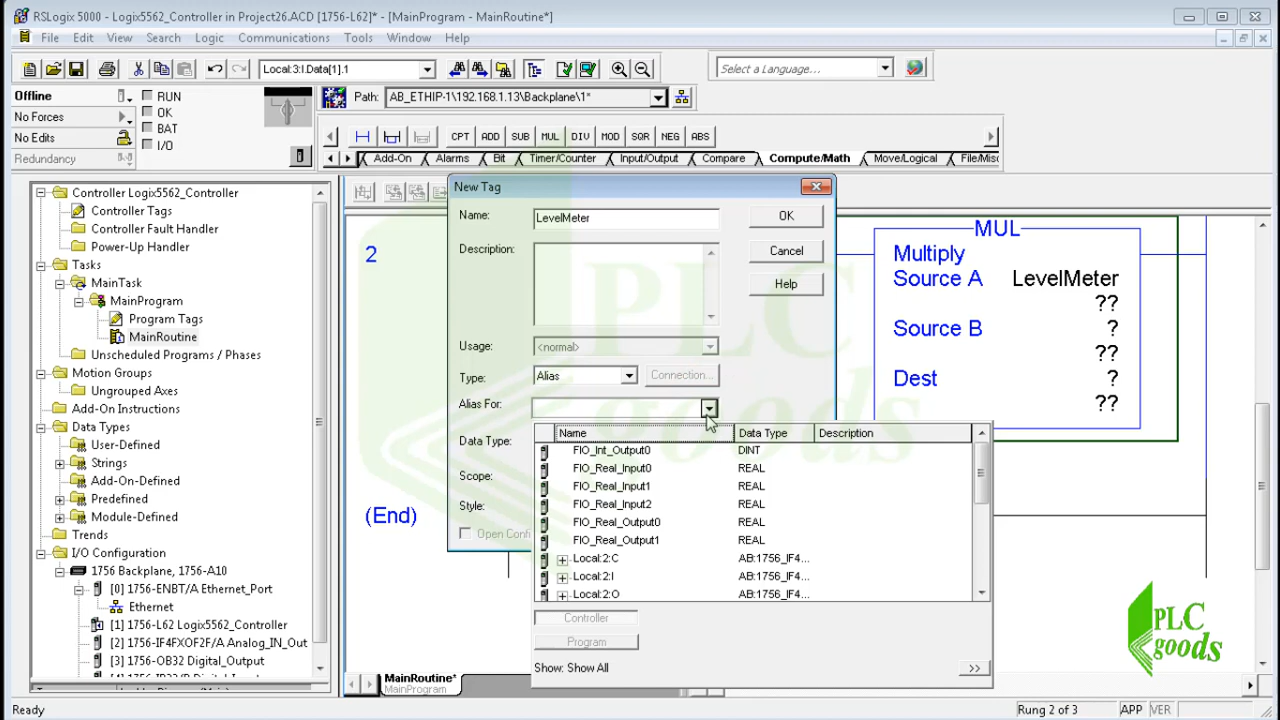 RSLogix 5000 - Logix5562_Controller in Project26.ACD [1756-L62]* - [MainProgram - MainRoutine*]
File Edit View Search Logic Communications Tools Window Help
Local:3:I.Data[1].1
Select a Language...
Offline
RUN
Path: AB_ETHIP-1\192.168.1.13\Backplane\1*
No Forces
OK
No Edits
BAT
CPT ADD SUB MUL DIV MOD SQR NEG ABS
Redundancy
I/O
Add-On Alarms Bit Timer/Counter Input/Output Compare Compute/Math Move/Logical File/Misc
Controller Logix5562_Controller
Controller Tags
Controller Fault Handler
Power-Up Handler
Tasks
MainTask
MainProgram
Program Tags
MainRoutine
Unscheduled Programs / Phases
Motion Groups
Ungrouped Axes
Add-On Instructions
Data Types
User-Defined
Strings
Add-On-Defined
Predefined
Module-Defined
Trends
I/O Configuration
1756 Backplane, 1756-A10
[0] 1756-ENBT/A Ethernet_Port
Ethernet
[1] 1756-L62 Logix5562_Controller
[2] 1756-IF4FXOF2F/A Analog_IN_Out
[3] 1756-OB32 Digital_Output
New Tag
Name: LevelMeter
OK
Description:
Cancel
Help
Usage: <normal>
Type: Alias
Connection...
Alias For:
Data Type:
Scope:
Style:
Open Conf
Name Data Type Description
FIO_Int_Output0 DINT
FIO_Real_Input0 REAL
FIO_Real_Input1 REAL
FIO_Real_Input2 REAL
FIO_Real_Output0 REAL
FIO_Real_Output1 REAL
Local:2:C AB:1756_IF4...
Local:2:I AB:1756_IF4...
Local:2:O AB:1756_IF4...
Controller
Program
Show: Show All
>>
2
(End)
MUL
Multiply
Source A LevelMeter
??
Source B ?
??
Dest ?
??
PLC
goods
PLC
goods
MainRoutine*
MainProgram
Ready
Rung 2 of 3
APP
VER